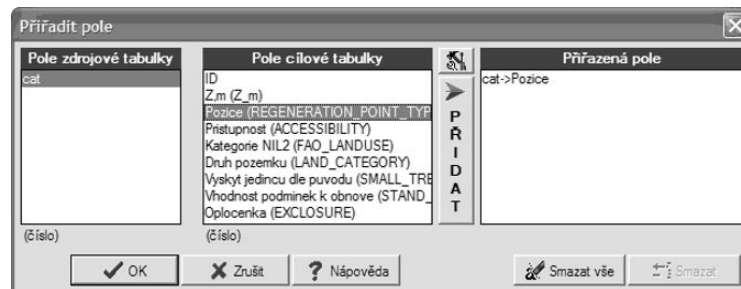 Přiřadit pole
Pole zdrojové tabulky
cat
(číslo)
Pole cílové tabulky
ID
Z,m (Z_m)
Pozice (REGENERATION_POINT_TYP
Pristupnost (ACCESSIBILITY)
Kategorie NIL2 (FAO_LANDUSE)
Druh pozemku (LAND_CATEGORY)
Vyskyt jedincu dle puvodu (SMALL_TRE
Vhodnost podminek k obnove (STAND_
Oplocenka (EXCLOSURE)
(číslo)
PŘIDAT
Přiřazená pole
cat->Pozice
OK
Zrušit
Nápověda
Smazat vše
Smazat